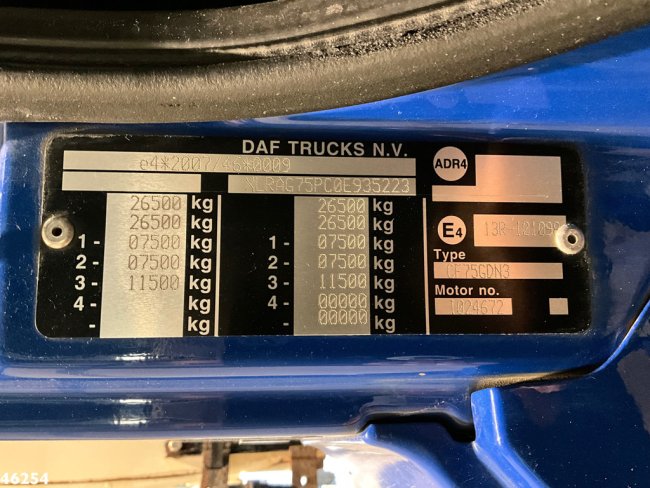 DAF TRUCKS N.V.
e4*2007/46*0009
XLRAG75PC0E935223
ADR4
26500 kg 26500 kg
26500 kg 26500 kg
1 - 07500 kg 1 - 07500 kg
2 - 07500 kg 2 - 07500 kg
3 - 11500 kg 3 - 11500 kg
4 - kg 4 - 00000 kg
- kg - 00000 kg
E4
Type
CF75GDN3
Motor no.
46254